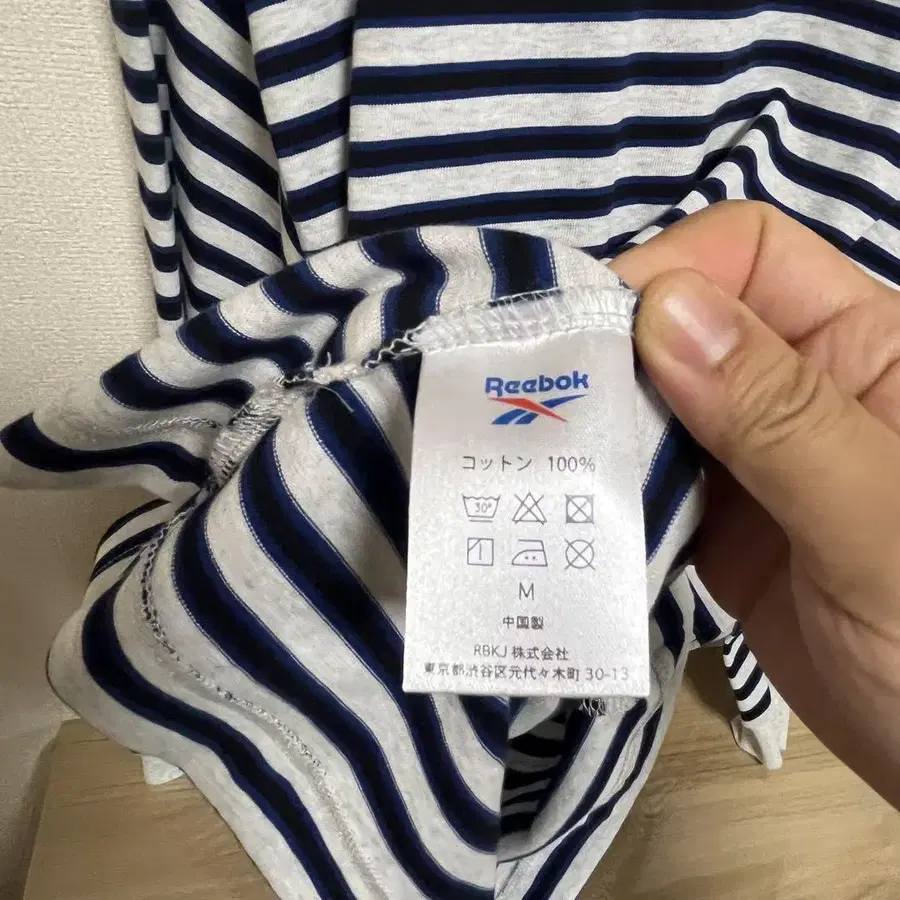 Reebok
コットン 100%
30°
M
中国製
RBKJ 株式会社
東京都渋谷区元代々木町 30-13